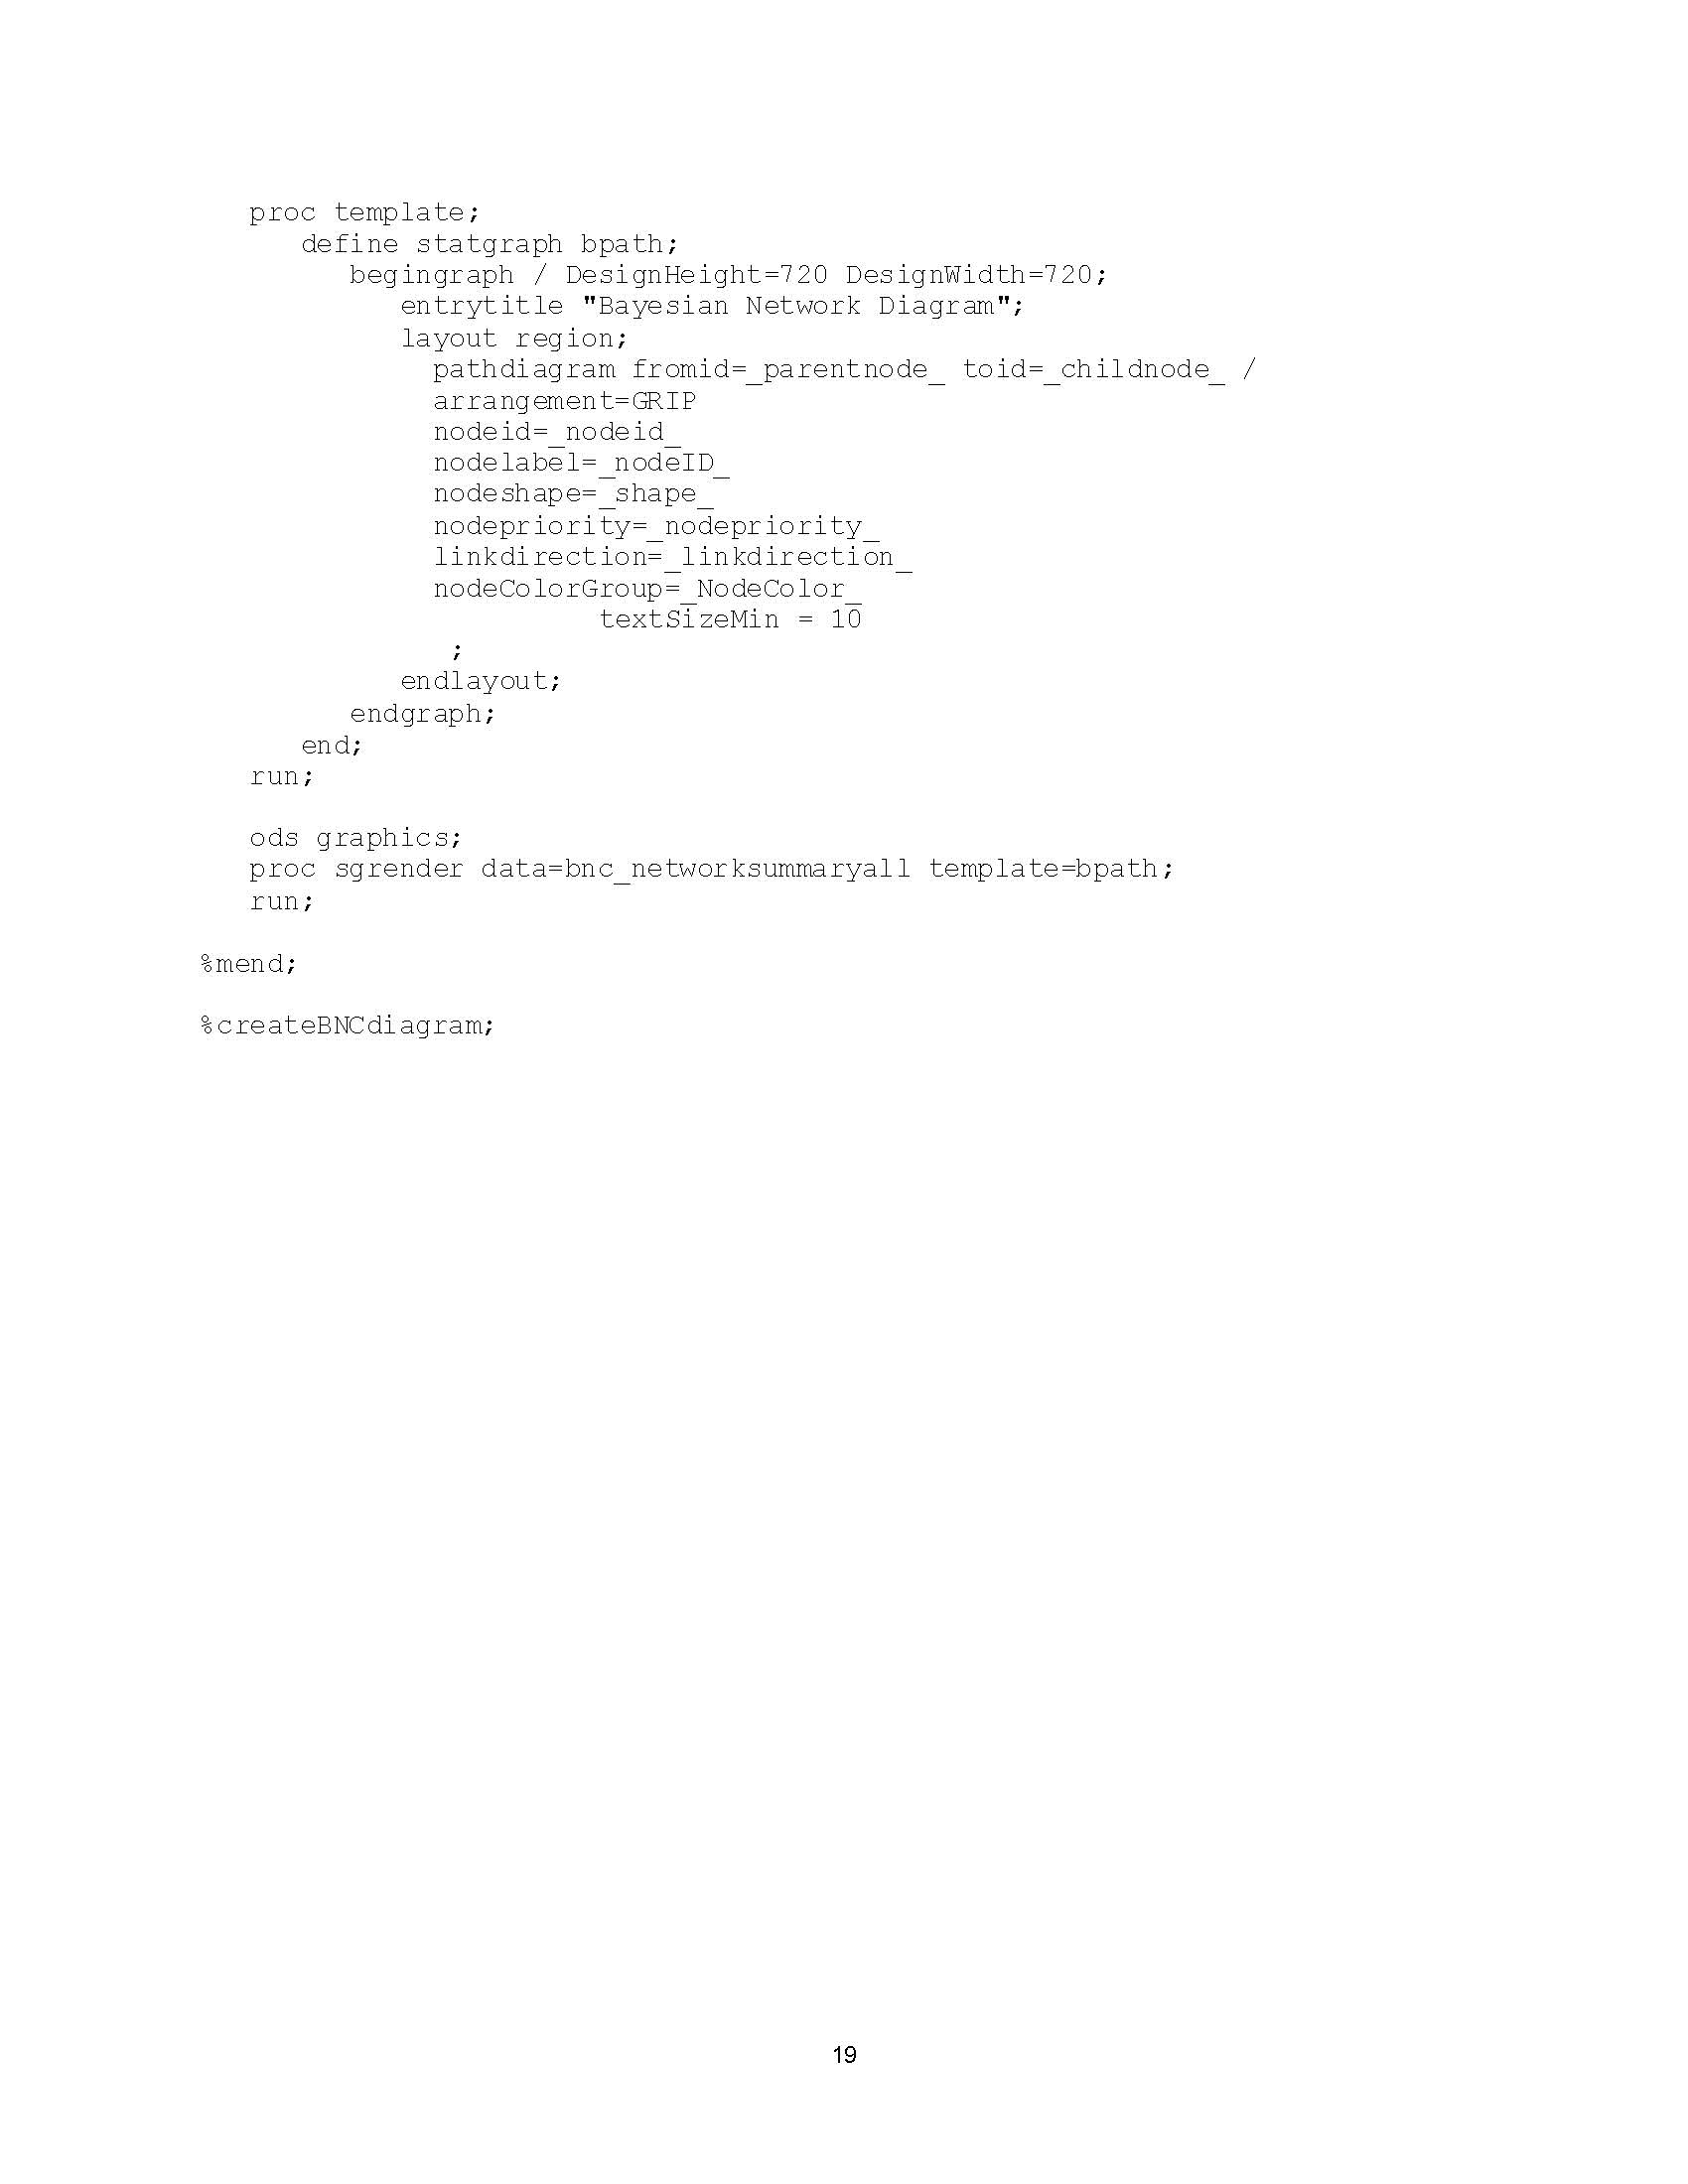 proc template;
define statgraph bpath;
begingraph / DesignHeight=720 DesignWidth=720;
entrytitle "Bayesian Network Diagram";
layout region;
pathdiagram fromid=_parentnode_ toid=_childnode_ /
arrangement=GRIP
nodeid=_nodeid_
nodelabel=_nodeID_
nodeshape=_shape_
nodepriority=_nodepriority_
linkdirection=_linkdirection_
nodeColorGroup=_NodeColor_
textSizeMin = 10
;
endlayout;
endgraph;
end;
run;
ods graphics;
proc sgrender data=bnc_networksummaryall template=bpath;
run;
%mend;
%createBNCdiagram;
19